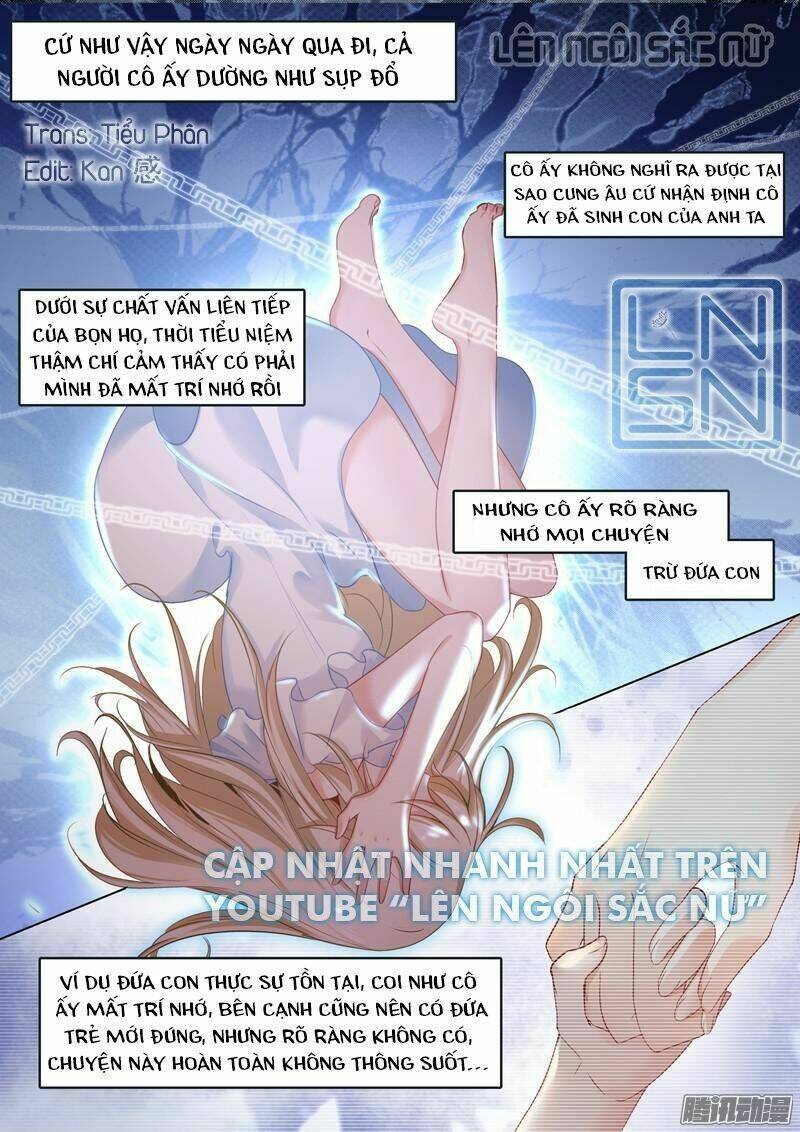 CỨ NHƯ VẬY NGÀY NGÀY QUA ĐI, CẢ
NGƯỜI CÔ ẤY DƯỜNG NHƯ SỤP ĐỔ
LÊN NGÔI SẮC NỮ
Trans: Tiểu Phân
Edit: Kan 感
CÔ ẤY KHÔNG NGHĨ RA ĐƯỢC TẠI
SAO CUNG ÂU CỨ NHẬN ĐỊNH CÔ
ẤY ĐÃ SINH CON CỦA ANH TA
DƯỚI SỰ CHẤT VẤN LIÊN TIẾP
CỦA BỌN HỌ, THỜI TIỂU NIỆM
THẬM CHÍ CẢM THẤY CÓ PHẢI
MÌNH ĐÃ MẤT TRÍ NHỚ RỒI
LN
SN
NHƯNG CÔ ẤY RÕ RÀNG
NHỚ MỌI CHUYỆN
TRỪ ĐỨA CON
CẬP NHẬT NHANH NHẤT TRÊN
YOUTUBE “LÊN NGÔI SẮC NỮ”
VÍ DỤ ĐỨA CON THỰC SỰ TỒN TẠI, COI NHƯ CÔ
ẤY MẤT TRÍ NHỚ, BÊN CẠNH CŨNG NÊN CÓ ĐỨA
TRẺ MỚI ĐÚNG, NHƯNG RÕ RÀNG KHÔNG CÓ,
CHUYỆN NÀY HOÀN TOÀN KHÔNG THÔNG SUỐT...
腾讯动漫